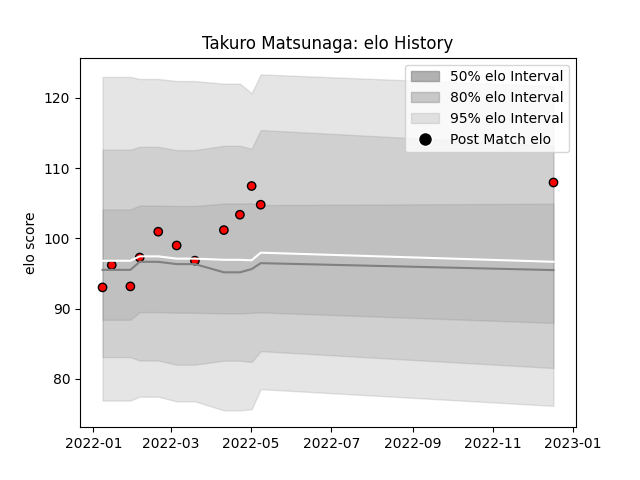 Takuro Matsunaga: elo History
50% elo Interval
80% elo Interval
95% elo Interval
Post Match elo
elo score
120
110
100
90
80
2022-01
2022-03
2022-05
2022-07
2022-09
2022-11
2023-01